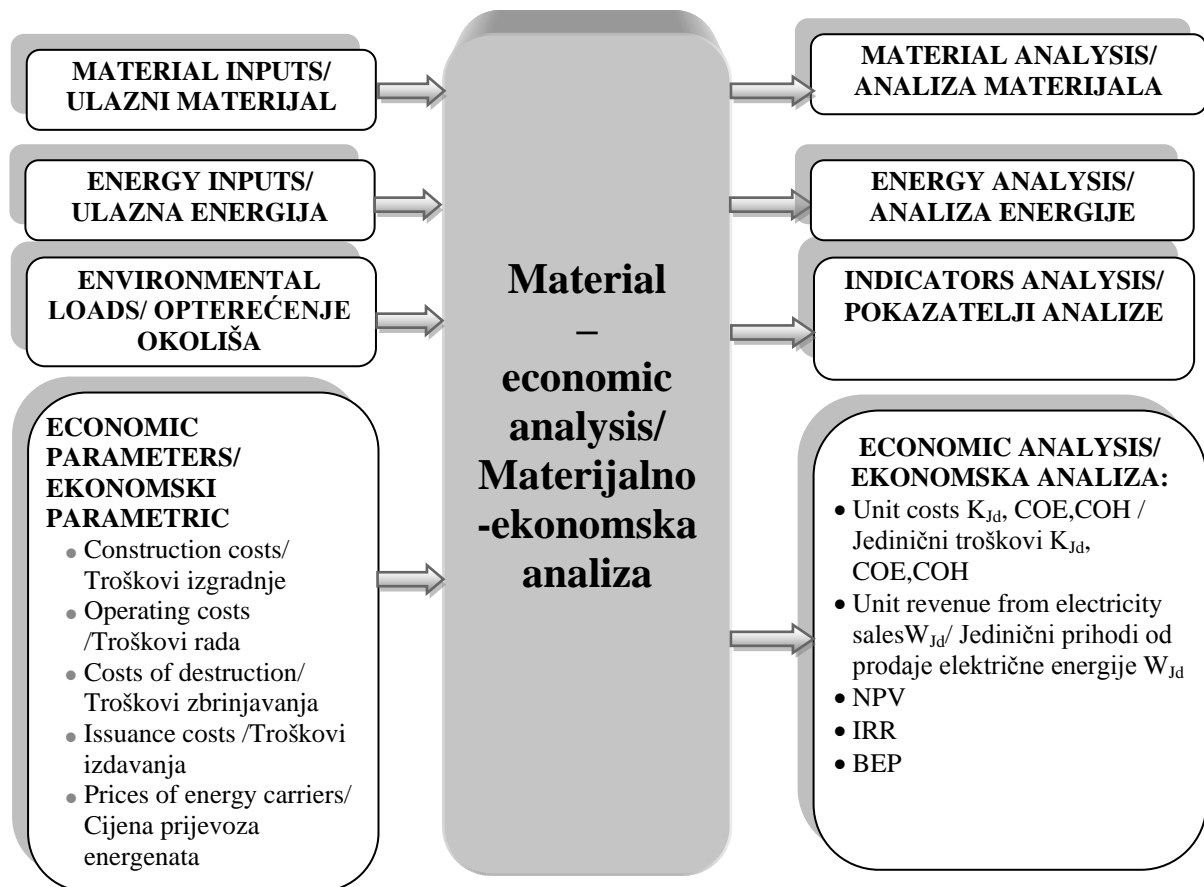 MATERIAL INPUTS/
ULAZNI MATERIJAL
ENERGY INPUTS/
ULAZNA ENERGIJA
ENVIRONMENTAL
LOADS/ OPTEREĆENJE
OKOLIŠA
ECONOMIC
PARAMETERS/
EKONOMSKI
PARAMETRIC
• Construction costs/
Troškovi izgradnje
• Operating costs
/Troškovi rada
• Costs of destruction/
Troškovi zbrinjavanja
• Issuance costs /Troškovi
izdavanja
• Prices of energy carriers/
Cijena prijevoza
energenata
Material
–
economic
analysis/
Materijalno
-ekonomska
analiza
MATERIAL ANALYSIS/
ANALIZA MATERIJALA
ENERGY ANALYSIS/
ANALIZA ENERGIJE
INDICATORS ANALYSIS/
POKAZATELJI ANALIZE
ECONOMIC ANALYSIS/
EKONOMSKA ANALIZA:
• Unit costs KJd, COE,COH /
Jedinični troškovi KJd,
COE,COH
• Unit revenue from electricity
salesWJd/ Jedinični prihodi od
prodaje električne energije WJd
• NPV
• IRR
• BEP